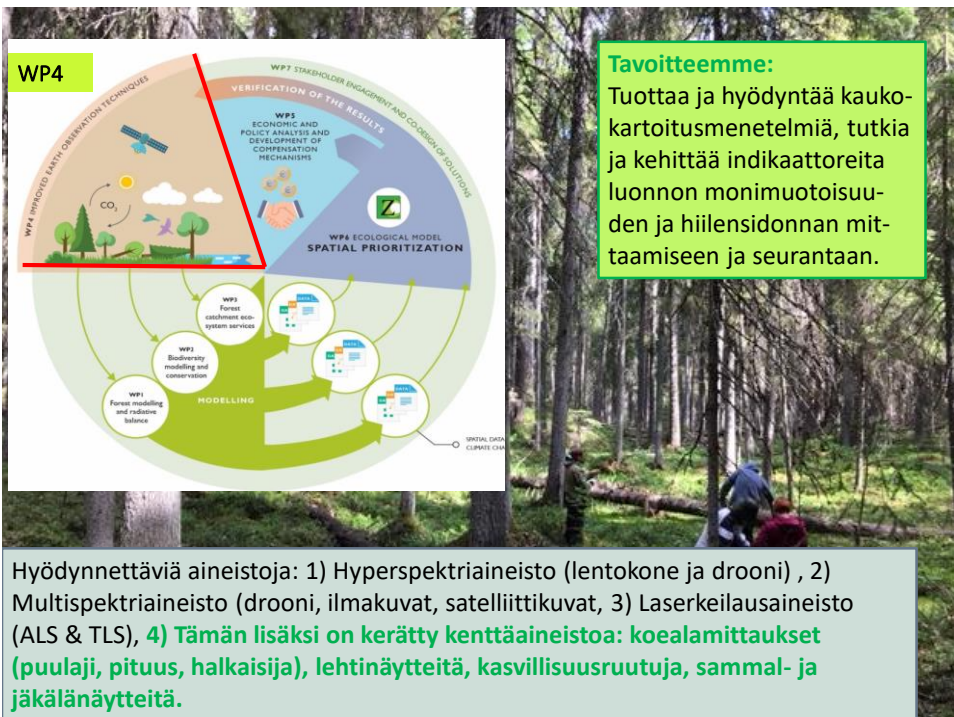 WP4
WP7 STAKEHOLDER ENGAGEMENT AND CO-DESIGN OF SOLUTIONS
VERIFICATION OF THE RESULTS
WP4 IMPROVED EARTH OBSERVATION TECHNIQUES
WP5
ECONOMIC AND
POLICY ANALYSIS AND
DEVELOPMENT OF
COMPENSATION
MECHANISMS
CO₂
Z
WP6 ECOLOGICAL MODEL
SPATIAL PRIORITIZATION
WP3
Forest
catchment eco-
system services
WP2
Biodiversity
modelling and
conservation
WP1
Forest modelling
and radiative
balance
MODELLING
DATA
DATA
DATA
SPATIAL DATA
CLIMATE CHA
Tavoitteemme:
Tuottaa ja hyödyntää kauko-
kartoitusmenetelmiä, tutkia
ja kehittää indikaattoreita
luonnon monimuotoisuu-
den ja hiilensidonnan mit-
taamiseen ja seurantaan.
Hyödynnettäviä aineistoja: 1) Hyperspektriaineisto (lentokone ja drooni) , 2)
Multispektriaineisto (drooni, ilmakuvat, satelliittikuvat, 3) Laserkeilausaineisto
(ALS & TLS), 4) Tämän lisäksi on kerätty kenttäaineistoa: koealamittaukset
(puulaji, pituus, halkaisija), lehtinäytteitä, kasvillisuusruutuja, sammal- ja
jäkälänäytteitä.